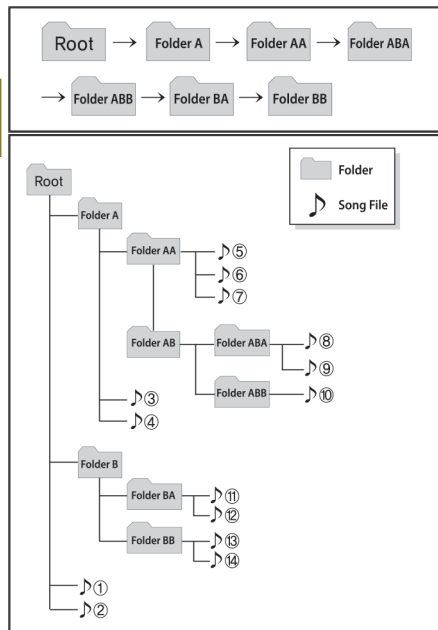 Root → Folder A → Folder AA → Folder ABA
→ Folder ABB → Folder BA → Folder BB
Folder
Song File
Root
Folder A
Folder AA ⑤
⑥
⑦
Folder AB Folder ABA ⑧
⑨
Folder ABB ⑩
③
④
Folder B
Folder BA ⑪
⑫
Folder BB ⑬
⑭
①
②